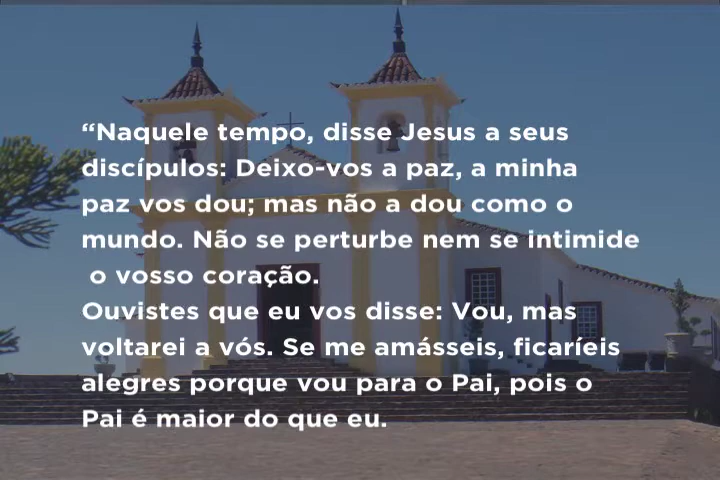 “Naquele tempo, disse Jesus a seus
discípulos: Deixo-vos a paz, a minha
paz vos dou; mas não a dou como o
mundo. Não se perturbe nem se intimide
o vosso coração.
Ouvistes que eu vos disse: Vou, mas
voltarei a vós. Se me amásseis, ficaríeis
alegres porque vou para o Pai, pois o
Pai é maior do que eu.